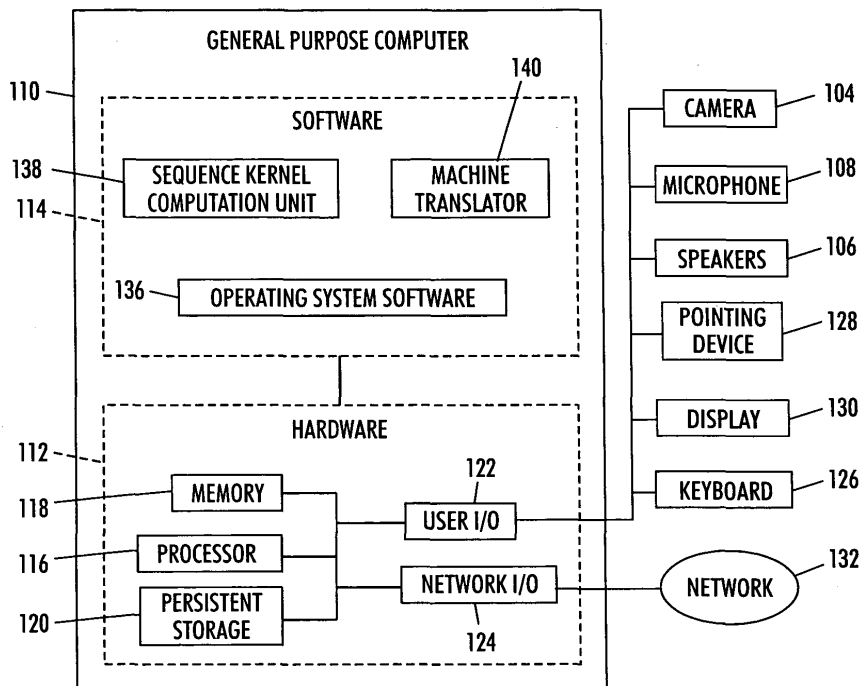 GENERAL PURPOSE COMPUTER
110
140
SOFTWARE
138
SEQUENCE KERNEL
COMPUTATION UNIT
MACHINE
TRANSLATOR
114
136
OPERATING SYSTEM SOFTWARE
CAMERA
104
MICROPHONE
108
SPEAKERS
106
POINTING
DEVICE
128
DISPLAY
130
KEYBOARD
126
HARDWARE
112
122
118
MEMORY
USER I/O
116
PROCESSOR
NETWORK I/O
124
120
PERSISTENT
STORAGE
NETWORK
132